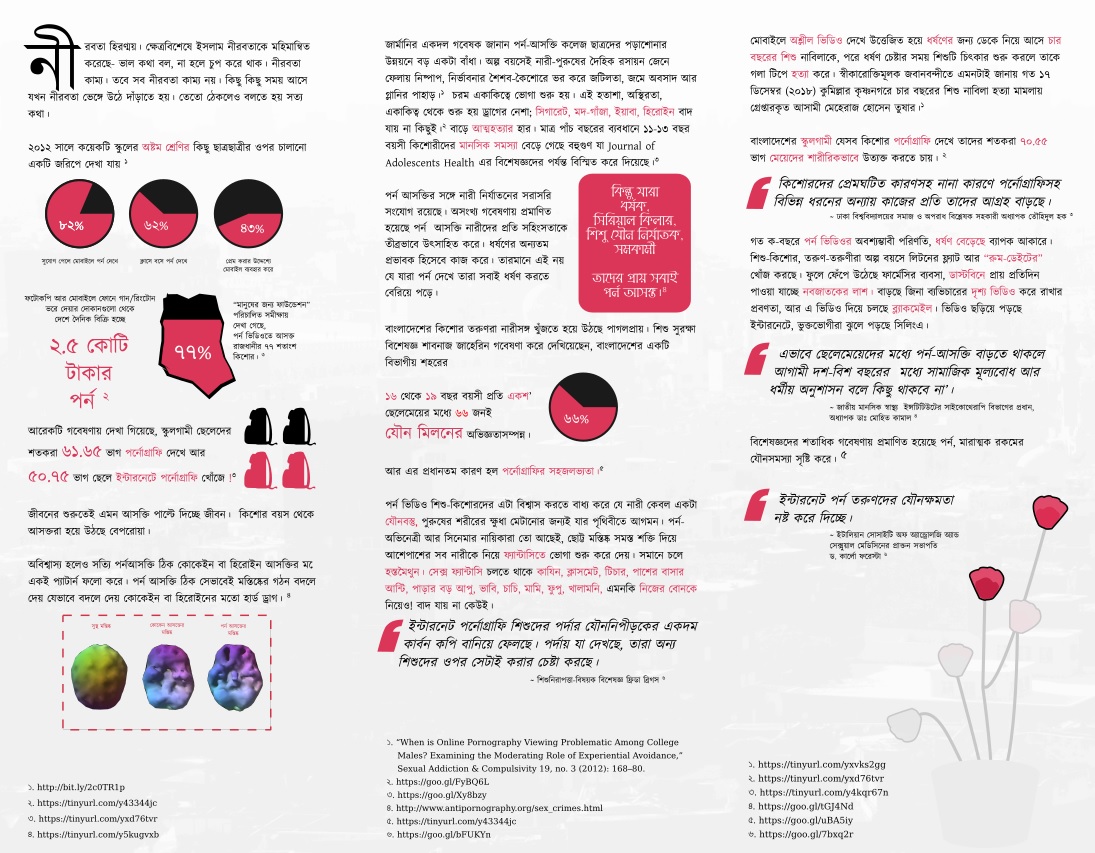 নীরবতা হিরণ্ময়। ক্ষেত্রবিশেষে ইসলাম নীরবতাকে মহিমান্বিত
করেছে- ভাল কথা বল, না হলে চুপ করে থাক। নীরবতা
কাম্য। তবে সব নীরবতা কাম্য নয়। কিছু কিছু সময় আসে
যখন নীরবতা ভেঙ্গে উঠে দাঁড়াতে হয়। তেতো ঠেকলেও বলতে হয় সত্য
কথা।
২০১২ সালে কয়েকটি স্কুলের অষ্টম শ্রেণির কিছু ছাত্রছাত্রীর ওপর চালানো
একটি জরিপে দেখা যায় ১
৮২%
৬২%
৪৩%
সুযোগ পেলে মোবাইলে পর্ন দেখে
ক্লাসে বসে পর্ন দেখে
প্রেম করার উদ্দেশ্যে
মোবাইল ব্যবহার করে
ফটোকপি আর মোবাইলে ফোনে গান/রিংটোন
ভরে দেয়ার দোকানগুলো থেকে
দেশে দৈনিক বিক্রি হচ্ছে
২.৫ কোটি
টাকার
পর্ন ২
৭৭%
“মানুষের জন্য ফাউন্ডেশন”
পরিচালিত সমীক্ষায়
দেখা গেছে,
পর্ন ভিডিওতে আসক্ত
রাজধানীর ৭৭ শতাংশ
কিশোর। ৩
আরেকটি গবেষণায় দেখা গিয়েছে, স্কুলগামী ছেলেদের
শতকরা ৬১.৬৫ ভাগ পর্নোগ্রাফি দেখে আর
৫০.৭৫ ভাগ ছেলে ইন্টারনেটে পর্নোগ্রাফি খোঁজে !৩
জীবনের শুরুতেই এমন আসক্তি পাল্টে দিচ্ছে জীবন। কিশোর বয়স থেকে
আসক্তরা হয়ে উঠছে বেপরোয়া।
অবিশ্বাস্য হলেও সত্যি পর্নআসক্তি ঠিক কোকেইন বা হিরোইন আসক্তির মতে
একই প্যাটার্ন ফলো করে। পর্ন আসক্তি ঠিক সেভাবেই মস্তিষ্কের গঠন বদলে
দেয় যেভাবে বদলে দেয় কোকেইন বা হিরোইনের মতো হার্ড ড্রাগ। ৪
সুস্থ মস্তিষ্ক
কোকেন আসক্তের
মস্তিষ্ক
পর্ন আসক্তের
মস্তিষ্ক
১. http://bit.ly/2c0TR1p
২. https://tinyurl.com/y43344jc
৩. https://tinyurl.com/yxd76tvr
৪. https://tinyurl.com/y5kugvxb
জার্মানির একদল গবেষক জানান পর্ন-আসক্তি কলেজ ছাত্রদের পড়াশোনার
উন্নয়নে বড় একটা বাঁধা। অল্প বয়সেই নারী-পুরুষের দৈহিক রসায়ন জেনে
ফেলায় নিষ্পাপ, নির্ভাবনার শৈশব-কৈশোরে ভর করে জটিলতা, জমে অবসাদ আর
গ্লানির পাহাড়।১ চরম একাকিত্বে ভোগা শুরু হয়। এই হতাশা, অস্থিরতা,
একাকিত্ব থেকে শুরু হয় ড্রাগের নেশা; সিগারেট, মদ-গাঁজা, ইয়াবা, হিরোইন বাদ
যায় না কিছুই।২ বাড়ে আত্মহত্যার হার। মাত্র পাঁচ বছরের ব্যবধানে ১১-১৩ বছর
বয়সী কিশোরীদের মানসিক সমস্যা বেড়ে গেছে বহুগুণ যা Journal of
Adolescents Health এর বিশেষজ্ঞদের পর্যন্ত বিস্মিত করে দিয়েছে।৩
পর্ন আসক্তির সঙ্গে নারী নির্যাতনের সরাসরি
সংযোগ রয়েছে। অসংখ্য গবেষণায় প্রমাণিত
হয়েছে পর্ন আসক্তি নারীদের প্রতি সহিংসতাকে
তীব্রভাবে উৎসাহিত করে। ধর্ষণের অন্যতম
প্রভাবক হিসেবে কাজ করে। তারমানে এই নয়
যে যারা পর্ন দেখে তারা সবাই ধর্ষণ করতে
বেরিয়ে পড়ে।
কিন্তু যারা
ধর্ষক,
সিরিয়াল কিলার,
শিশু যৌন নির্যাতক,
সমকামী
তাদের প্রায় সবাই
পর্ন আসক্ত।৪
বাংলাদেশের কিশোর তরুণরা নারীসঙ্গ খুঁজতে হয়ে উঠছে পাগলপ্রায়। শিশু সুরক্ষা
বিশেষজ্ঞ শাবনাজ জাহেরিন গবেষণা করে দেখিয়েছেন, বাংলাদেশের একটি
বিভাগীয় শহরের
১৬ থেকে ১৯ বছর বয়সী প্রতি একশ’
ছেলেমেয়ের মধ্যে ৬৬ জনই
যৌন মিলনের অভিজ্ঞতাসম্পন্ন।
৬৬%
আর এর প্রধানতম কারণ হল পর্নোগ্রাফির সহজলভ্যতা।৫
পর্ন ভিডিও শিশু-কিশোরদের এটা বিশ্বাস করতে বাধ্য করে যে নারী কেবল একটা
যৌনবস্তু, পুরুষের শরীরের ক্ষুধা মেটানোর জন্যই যার পৃথিবীতে আগমন। পর্ন-
অভিনেত্রী আর সিনেমার নায়িকারা তো আছেই, ছোট্ট মস্তিষ্ক সমস্ত শক্তি দিয়ে
আশেপাশের সব নারীকে নিয়ে ফ্যান্টাসিতে ভোগা শুরু করে দেয়। সমানে চলে
হস্তমৈথুন। সেক্স ফ্যান্টাসি চলতে থাকে কাযিন, ক্লাসমেট, টিচার, পাশের বাসার
আন্টি, পাড়ার বড় আপু, ভাবি, চাচি, মামি, ফুপু, খালামনি, এমনকি নিজের বোনকে
নিয়েও! বাদ যায় না কেউই।
ইন্টারনেট পর্নোগ্রাফি শিশুদের পর্দার যৌননিপীড়কের একদম
কার্বন কপি বানিয়ে ফেলছে। পর্দায় যা দেখছে, তারা অন্য
শিশুদের ওপর সেটাই করার চেষ্টা করছে।
~ শিশুনিরাপত্তা-বিষয়ক বিশেষজ্ঞ ফ্রিডা ব্রিগস ৬
১. “When is Online Pornography Viewing Problematic Among College
Males? Examining the Moderating Role of Experiential Avoidance,”
Sexual Addiction & Compulsivity 19, no. 3 (2012): 168–80.
২. https://goo.gl/FyBQ6L
৩. https://goo.gl/Xy8bzy
৪. http://www.antipornography.org/sex_crimes.html
৫. https://tinyurl.com/y43344jc
৬. https://goo.gl/bFUKYn
মোবাইলে অশ্লীল ভিডিও দেখে উত্তেজিত হয়ে ধর্ষণের জন্য ডেকে নিয়ে আসে চার
বছরের শিশু নাবিলাকে, পরে ধর্ষণ চেষ্টার সময় শিশুটি চিৎকার শুরু করলে তাকে
গলা টিপে হত্যা করে। স্বীকারোক্তিমূলক জবানবন্দীতে এমনটাই জানায় গত ১৭
ডিসেম্বর (২০১৮) কুমিল্লার কৃষ্ণনগরে চার বছরের শিশু নাবিলা হত্যা মামলায়
গ্রেপ্তারকৃত আসামী মেহেরাজ হোসেন তুষার।১
বাংলাদেশের স্কুলগামী যেসব কিশোর পর্নোগ্রাফি দেখে তাদের শতকরা ৭০.৫৫
ভাগ মেয়েদের শারীরিকভাবে উত্যক্ত করতে চায়। ২
কিশোরদের প্রেমঘটিত কারণসহ নানা কারণে পর্নোগ্রাফিসহ
বিভিন্ন ধরনের অন্যায় কাজের প্রতি তাদের আগ্রহ বাড়ছে।
~ ঢাকা বিশ্ববিদ্যালয়ের সমাজ ও অপরাধ বিশ্লেষক সহকারী অধ্যাপক তৌহিদুল হক ৩
গত ক-বছরে পর্ন ভিডিওর অবশ্যম্ভাবী পরিণতি, ধর্ষণ বেড়েছে ব্যাপক আকারে।
শিশু-কিশোর, তরুণ-তরুণীরা অল্প বয়সে লিটনের ফ্ল্যাট আর “রুম-ডেইটের”
খোঁজ করছে। ফুলে ফেঁপে উঠেছে ফার্মেসির ব্যবসা, ডাস্টবিনে প্রায় প্রতিদিন
পাওয়া যাচ্ছে নবজাতকের লাশ। বাড়ছে জিনা ব্যভিচারের দৃশ্য ভিডিও করে রাখার
প্রবণতা, আর এ ভিডিও দিয়ে চলছে ব্ল্যাকমেইল। ভিডিও ছড়িয়ে পড়ছে
ইন্টারনেটে, ভুক্তভোগীরা ঝুলে পড়ছে সিলিংএ।
এভাবে ছেলেমেয়েদের মধ্যে পর্ন-আসক্তি বাড়তে থাকলে
আগামী দশ-বিশ বছরের মধ্যে সামাজিক মূল্যবোধ আর
ধর্মীয় অনুশাসন বলে কিছু থাকবে না’।
~ জাতীয় মানসিক স্বাস্থ্য ইন্সটিটিউটের সাইকোথেরাপি বিভাগের প্রধান,
অধ্যাপক ডাঃ মোহিত কামাল ৪
বিশেষজ্ঞদের শতাধিক গবেষণায় প্রমাণিত হয়েছে পর্ন, মারাত্মক রকমের
যৌনসমস্যা সৃষ্টি করে। ৫
ইন্টারনেট পর্ন তরুণদের যৌনক্ষমতা
নষ্ট করে দিচ্ছে।
~ ইটালিয়ান সোসাইটি অফ অ্যান্ড্রোলজি অ্যান্ড
সেক্সুয়াল মেডিসিনের প্রাক্তন সভাপতি
ড. কার্লো ফরেস্টা ৬
১. https://tinyurl.com/yxvks2gg
২. https://tinyurl.com/yxd76tvr
৩. https://tinyurl.com/y4kqr67n
৪. https://goo.gl/tGJ4Nd
৫. https://goo.gl/uBA5iy
৬. https://goo.gl/7bxq2r